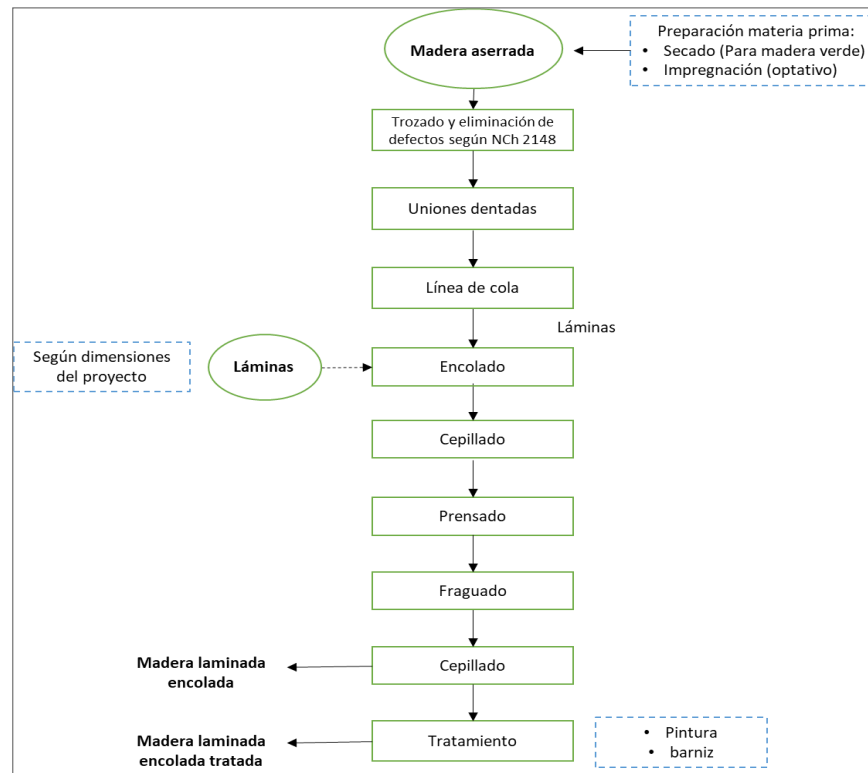 Madera aserrada
Preparación materia prima:
• Secado (Para madera verde)
• Impregnación (optativo)
Trozado y eliminación de
defectos según NCh 2148
Uniones dentadas
Línea de cola
Láminas
Según dimensiones
del proyecto
Láminas
Encolado
Cepillado
Prensado
Fraguado
Cepillado
Madera laminada
encolada
Tratamiento
Madera laminada
encolada tratada
• Pintura
• barniz